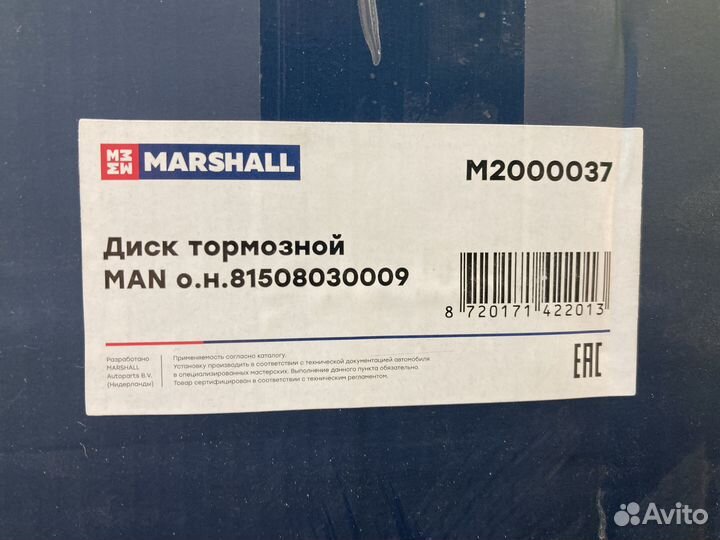 MARSHALL
M2000037
Диск тормозной
MAN о.н.81508030009
8 720171 422013
Разработано
MARSHALL
Autoparts B.V.
(Нидерланды)
Применяемость согласно каталогу.
Установку производить в соответствии с технической документацией автомобиля
в специализированных мастерских. Выполнение данного пункта обязательно.
Товар сертифицирован в соответствии с техническим регламентом.
EAC
Avito